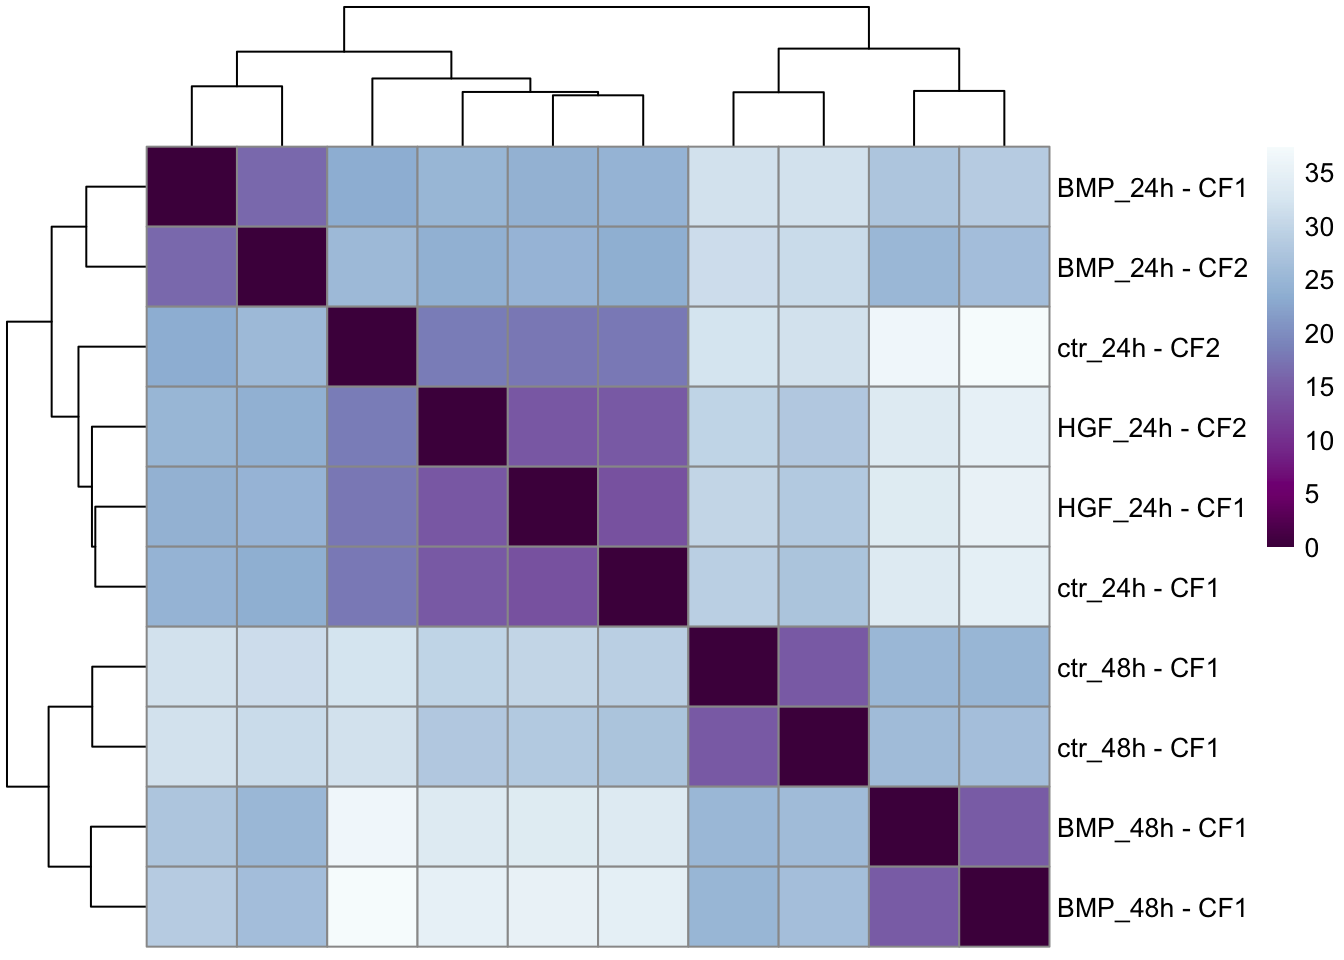 BMP_24h - CF1
BMP_24h - CF2
ctr_24h - CF2
HGF_24h - CF2
HGF_24h - CF1
ctr_24h - CF1
ctr_48h - CF1
ctr_48h - CF1
BMP_48h - CF1
BMP_48h - CF1
35
30
25
20
15
10
5
0